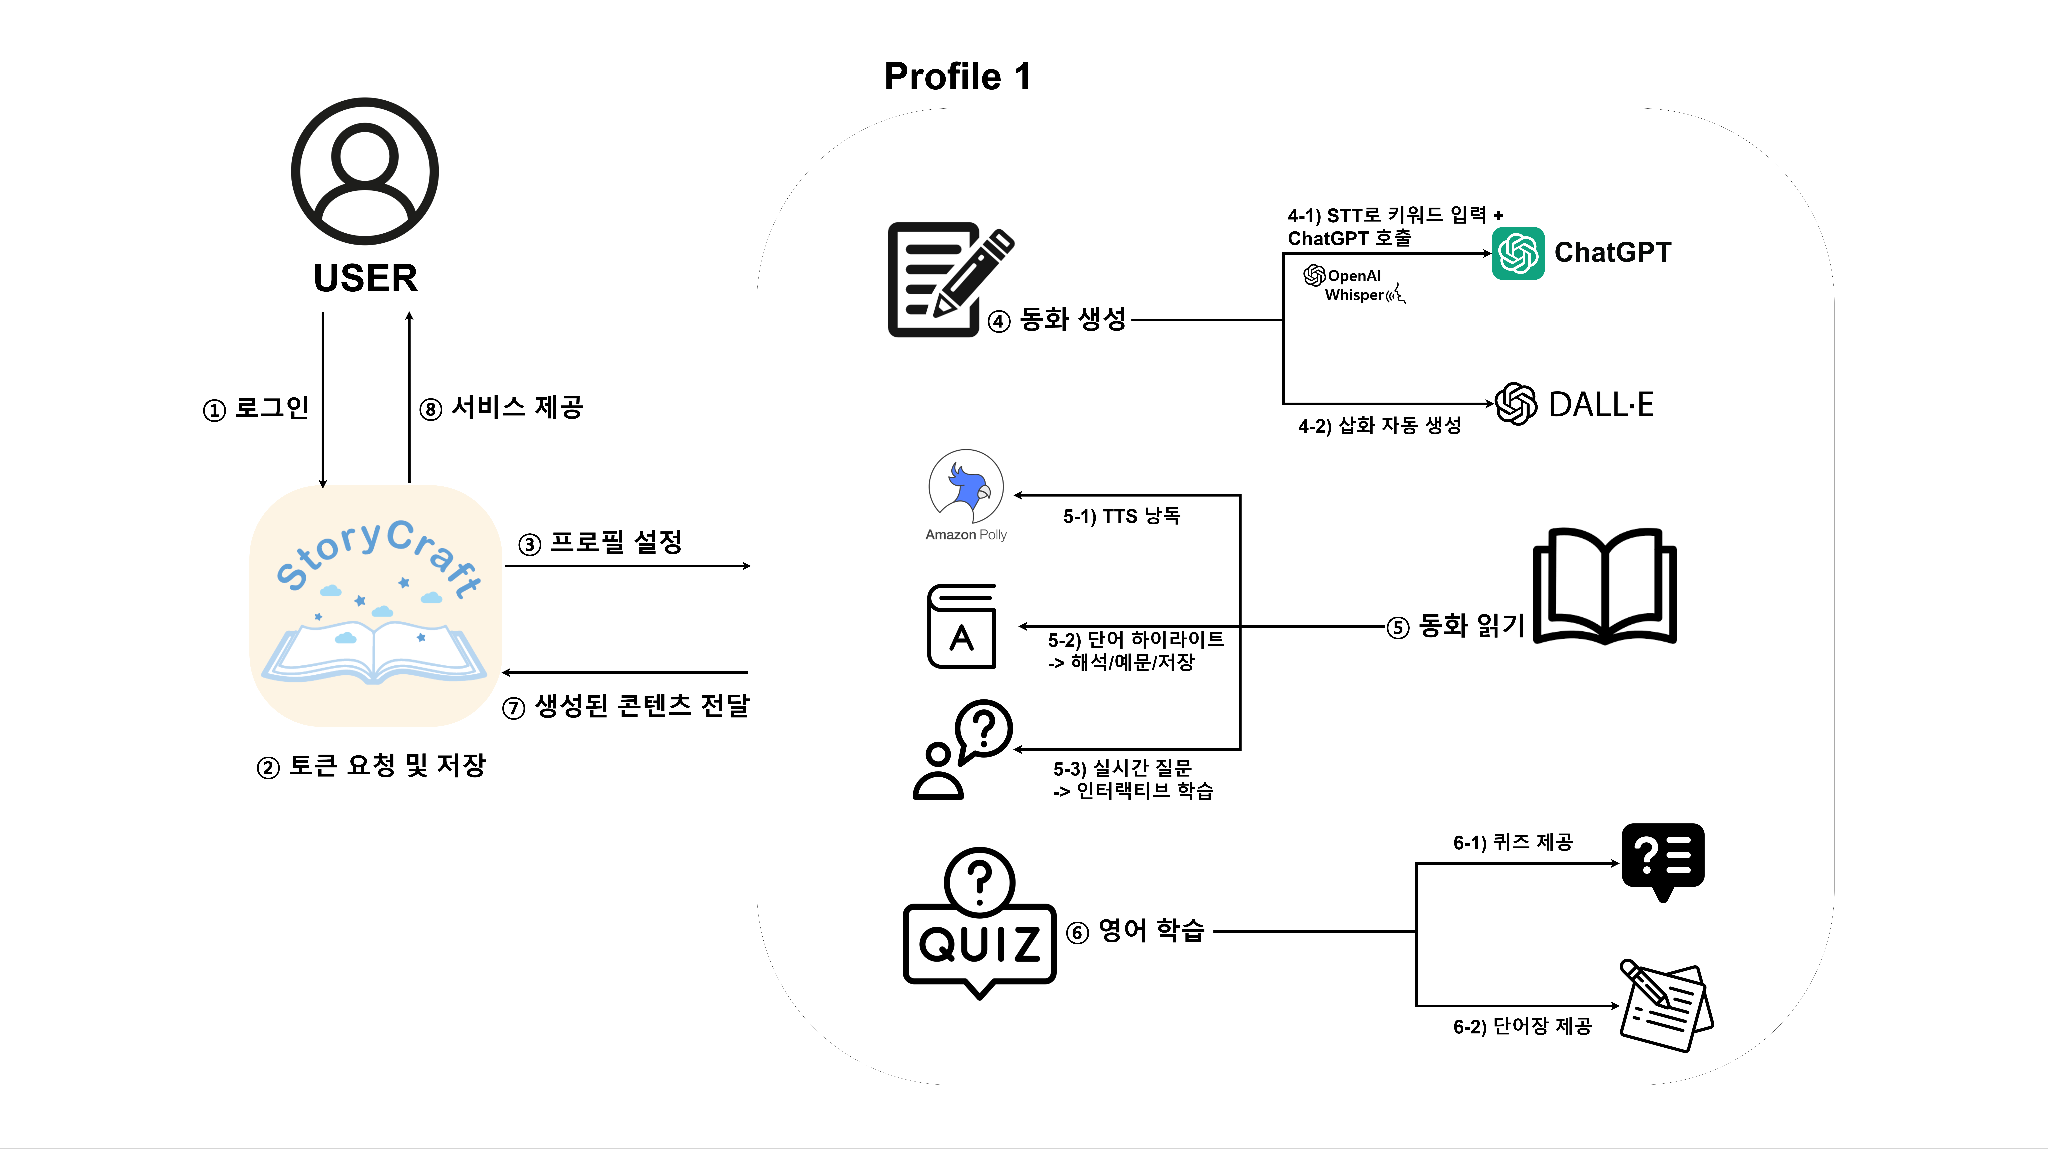 Profile 1
USER
① 로그인
⑧ 서비스 제공
StoryCraft
② 토큰 요청 및 저장
③ 프로필 설정
⑦ 생성된 콘텐츠 전달
④ 동화 생성
4-1) STT로 키워드 입력 +
ChatGPT 호출
OpenAI
Whisper
ChatGPT
4-2) 삽화 자동 생성
DALL·E
Amazon Polly
5-1) TTS 낭독
A
5-2) 단어 하이라이트
-> 해석/예문/저장
?
5-3) 실시간 질문
-> 인터랙티브 학습
⑤ 동화 읽기
?
QUIZ
⑥ 영어 학습
6-1) 퀴즈 제공
?
6-2) 단어장 제공